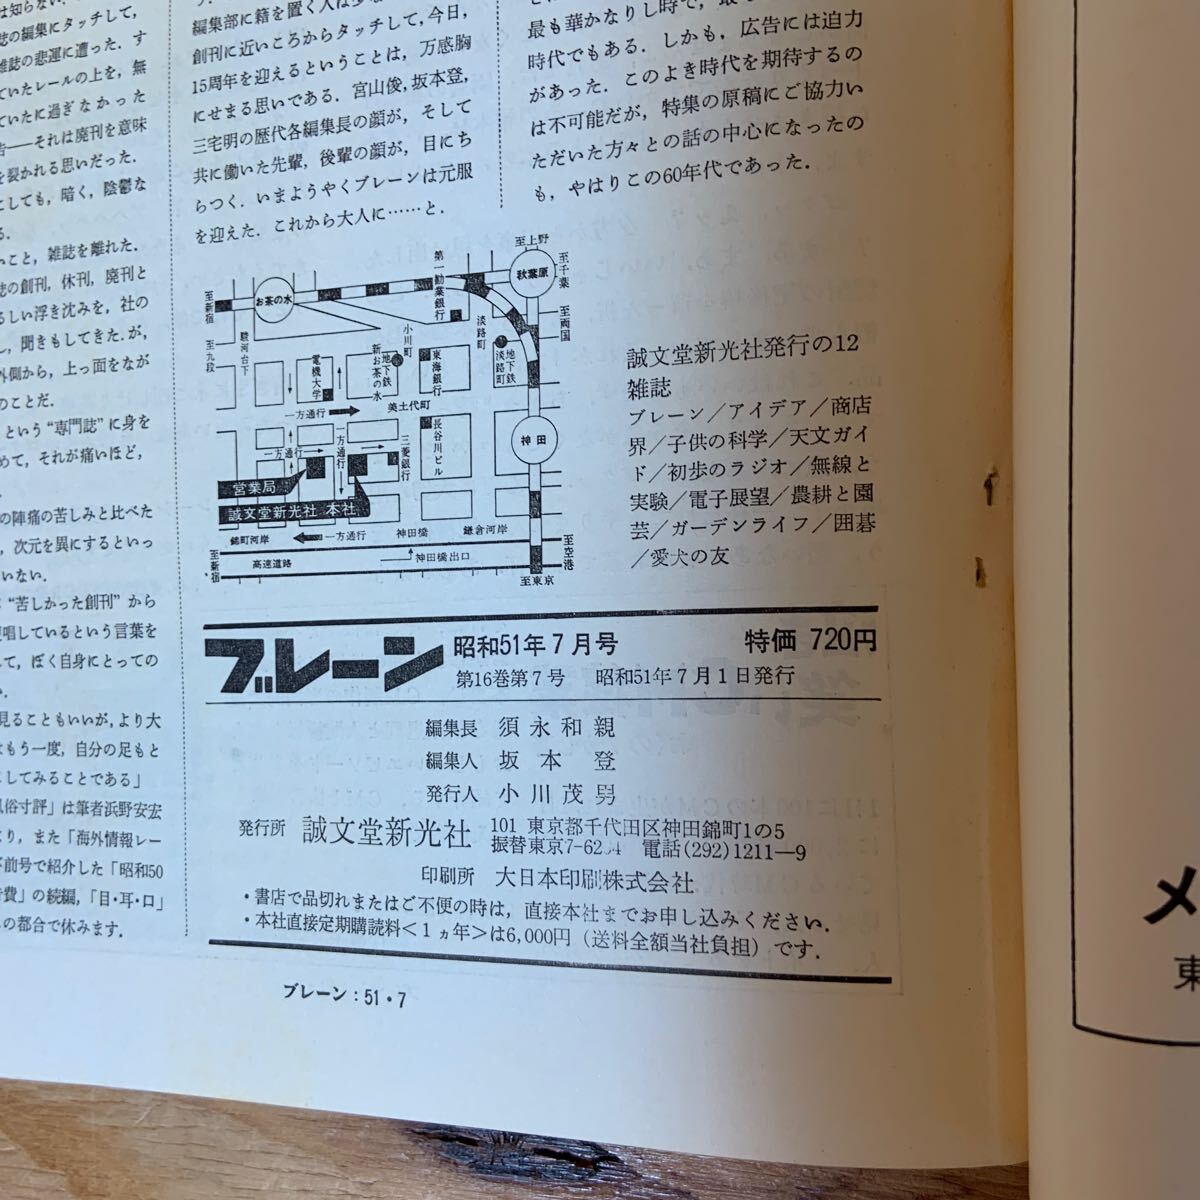 は知らない.
誌の編集にタッチして,
雑誌の悲運に遭った. す
ていたレールの上を, 無
ていたに過ぎなかった
告――それは廃刊を意味
を裂かれる思いだった.
としても, 暗く, 陰鬱な
る.
いこと, 雑誌を離れた.
誌の創刊, 休刊, 廃刊と
るしい浮き沈みを, 社の
し, 聞きもしてきた. が,
外側から, 上っ面をなが
のことだ.
という“専門誌”に身を
めて, それが痛いほど,
の陣痛の苦しみと比べた
, 次元を異にするといっ
いない.
“苦しかった創刊”から
唱しているという言葉を
て, ぼく自身にとっての
い.
見ることもいいが, より大
はもう一度, 自分の足もと
してみることである」
俗寸評」は筆者浜野安宏
より, また「海外情報レー
前号で紹介した「昭和50
費」の続編, 「目・耳・口」
の都合で休みます.
編集部に籍を置く人は少な
創刊に近いころからタッチして, 今日,
15周年を迎えるということは, 万感胸
にせまる思いである. 宮山俊, 坂本登,
三宅明の歴代各編集長の顔が, そして
共に働いた先輩, 後輩の顔が, 目にち
らつく. いまようやくブレーンは元服
を迎えた. これから大人に……と.
最も華かなりし時で, 最も
時代でもある. しかも, 広告には迫力
があった. このよき時代を期待するの
は不可能だが, 特集の原稿にご協力い
ただいた方々との話の中心になったの
も, やはりこの60年代であった.
至上野
秋葉原
至千葉
至両国
第一勧業銀行
至新宿
お茶の水
至九段
駿河台下
電機大学
小川町
地下鉄
新お茶の水
淡路町
地下鉄
淡路町
東海銀行
一方通行
美土代町
一方通行
一方通行
三菱銀行
長谷川ビル
神田
営業局
誠文堂新光社 本社
錦町河岸
一方通行
神田橋
鎌倉河岸
至新宿
高速道路
神田橋出口
至東京
至空港
誠文堂新光社発行の12
雑誌
ブレーン／アイデア／商店
界／子供の科学／天文ガイ
ド／初歩のラジオ／無線と
実験／電子展望／農耕と園
芸／ガーデンライフ／囲碁
／愛犬の友
ブレーン
昭和51年7月号
特価 720円
第16巻第7号 昭和51年7月1日発行
編集長 須永和親
編集人 坂本 登
発行人 小川茂男
発行所 誠文堂新光社
101 東京都千代田区神田錦町1の5
振替東京7-62 4 電話(292)1211―9
印刷所 大日本印刷株式会社
・書店で品切れまたはご不便の時は, 直接本社までお申し込みください.
・本社直接定期購読料＜1ヵ年＞は6,000円（送料全額当社負担）です.
ブレーン：51・7
メ
東